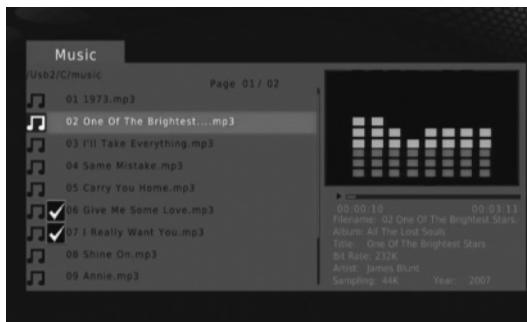 Music
/Usb2/C/music
Page 01/ 02
01 1973.mp3
02 One Of The Brightest....mp3
03 I'll Take Everything.mp3
04 Same Mistake.mp3
05 Carry You Home.mp3
06 Give Me Some Love.mp3
07 I Really Want You.mp3
08 Shine On.mp3
09 Annie.mp3
00:00:10 00:03:11
Filename: 02 One Of The Brightest Stars.
Album: All The Lost Souls
Title: One Of The Brightest Stars
Bit Rate: 232K
Artist: James Blunt
Sampling: 44K Year: 2007